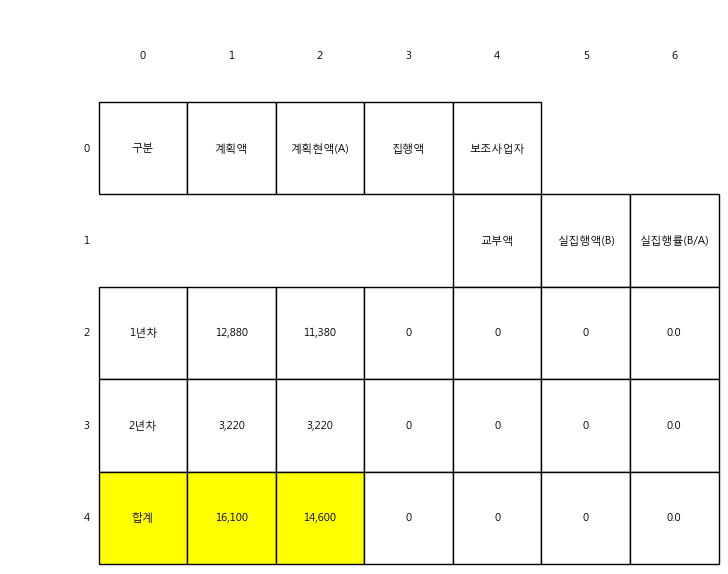 0 1 2 3 4 5 6
0 구분 계획액 계획현액(A) 집행액 보조사업자
1 교부액 실집행액(B) 실집행률(B/A)
2 1년차 12,880 11,380 0 0 0 0.0
3 2년차 3,220 3,220 0 0 0 0.0
4 합계 16,100 14,600 0 0 0 0.0